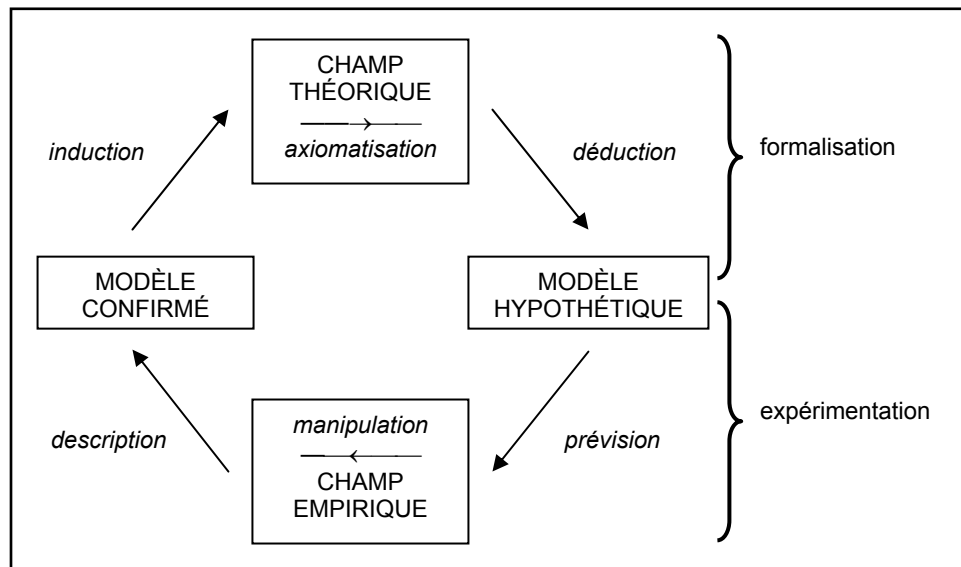 CHAMP
THÉORIQUE
axiomatisation
induction
déduction
formalisation
MODÈLE
CONFIRMÉ
MODÈLE
HYPOTHÉTIQUE
description
manipulation
CHAMP
EMPIRIQUE
prévision
expérimentation